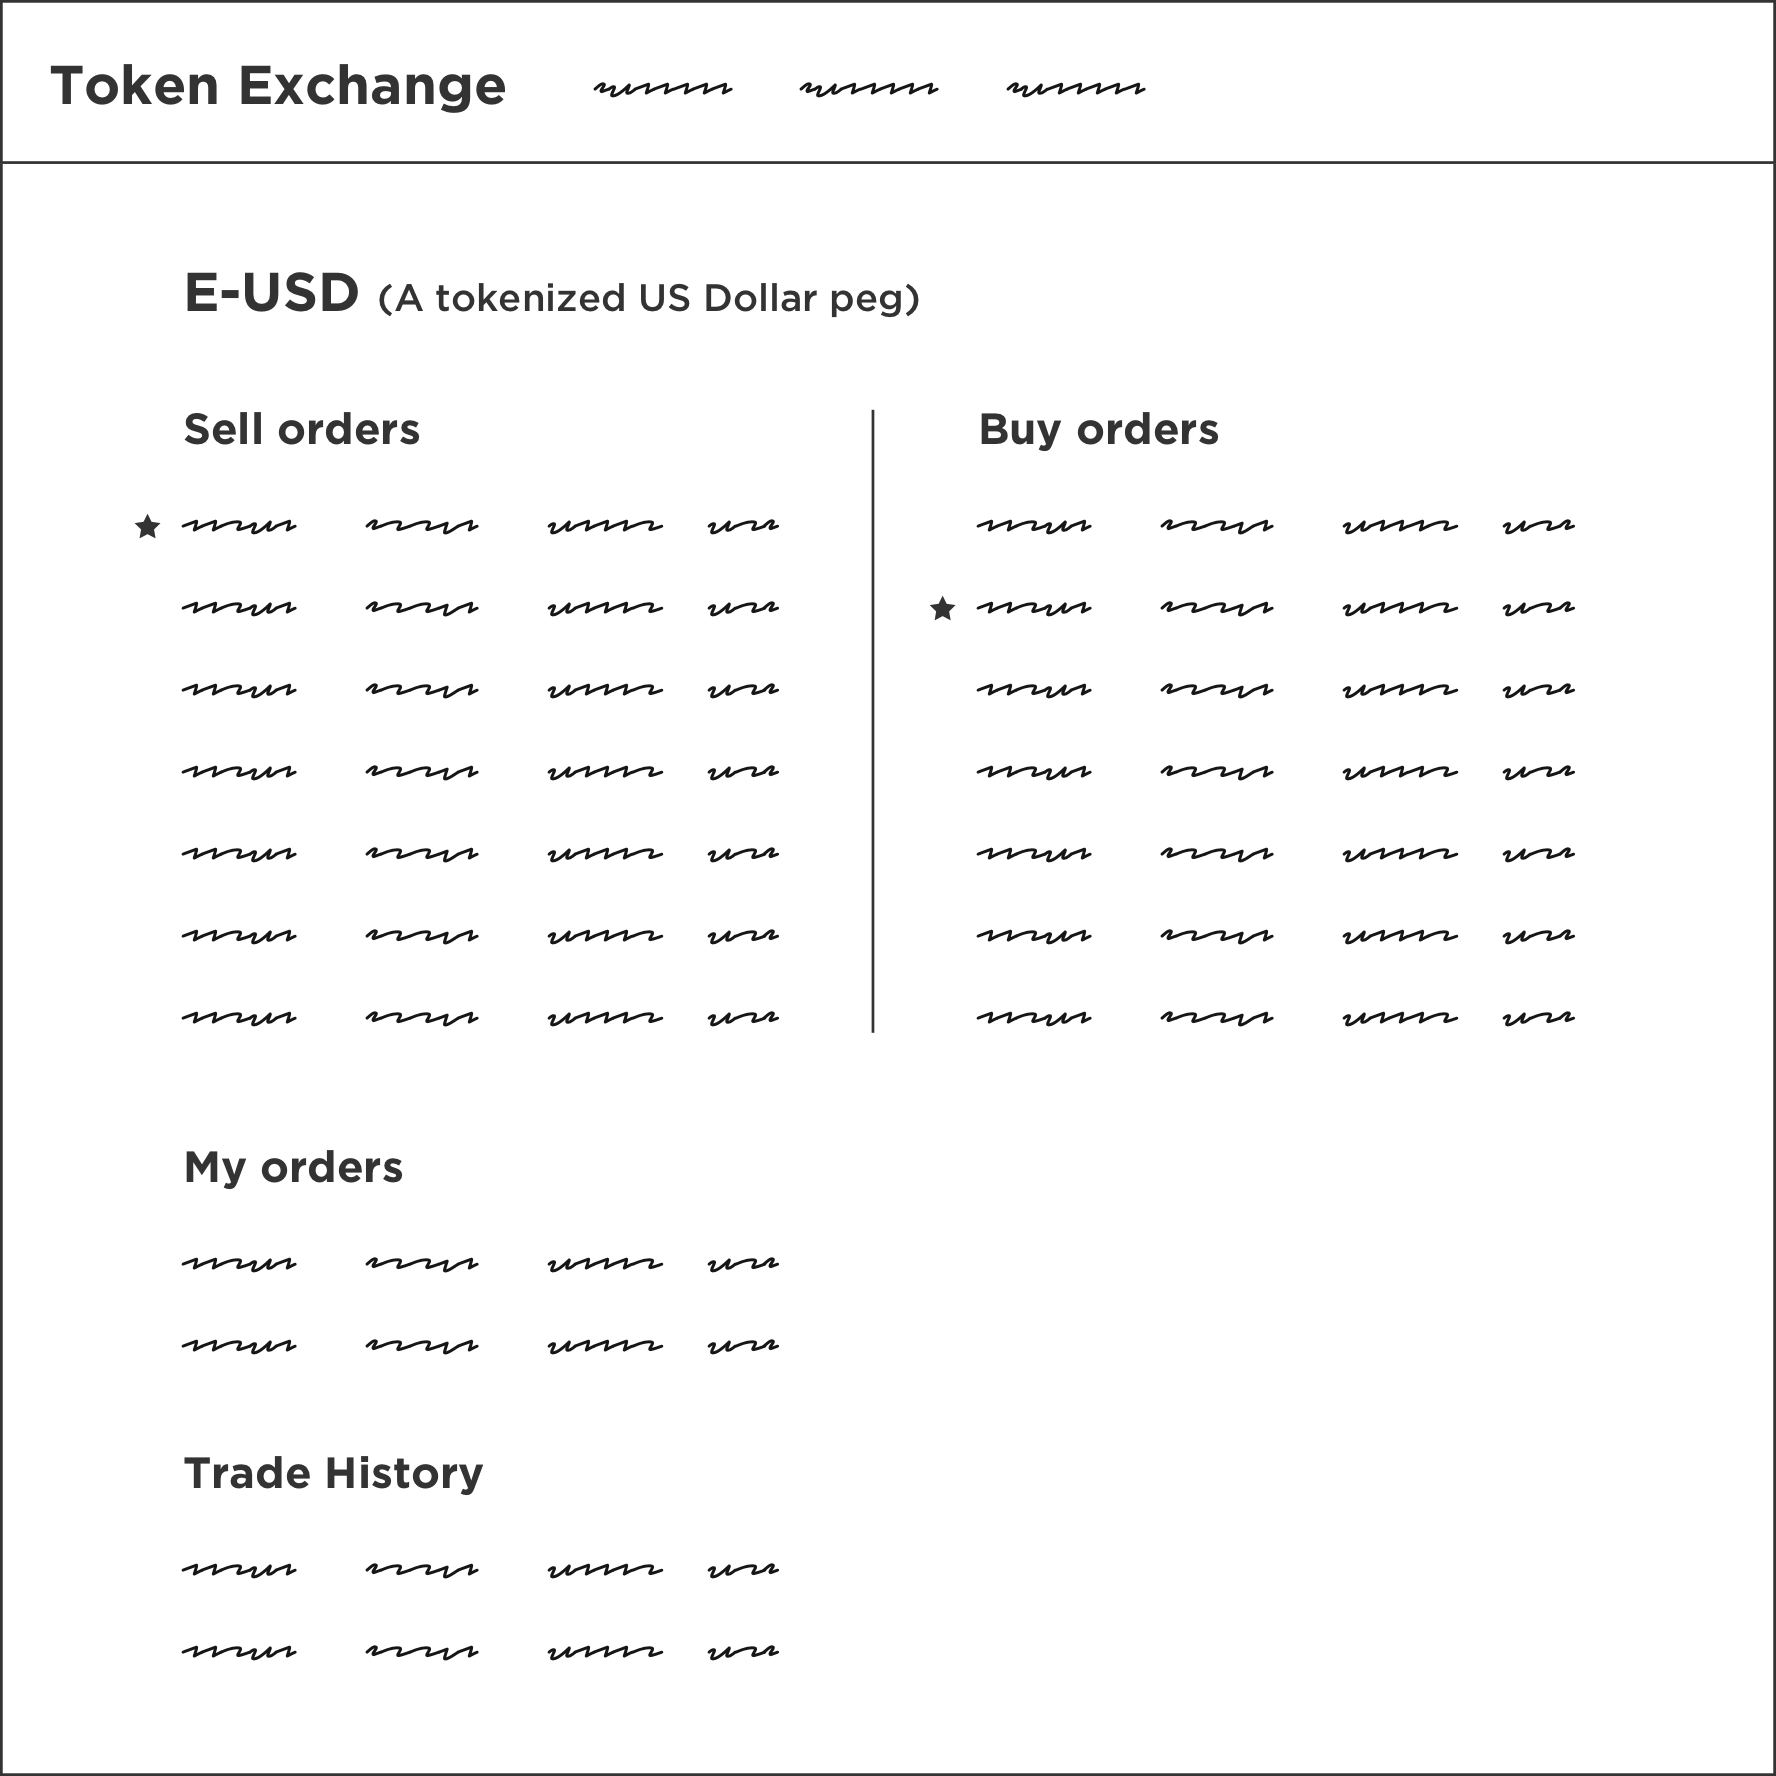 Token Exchange
E-USD (A tokenized US Dollar peg)
Sell orders
Buy orders
My orders
Trade History